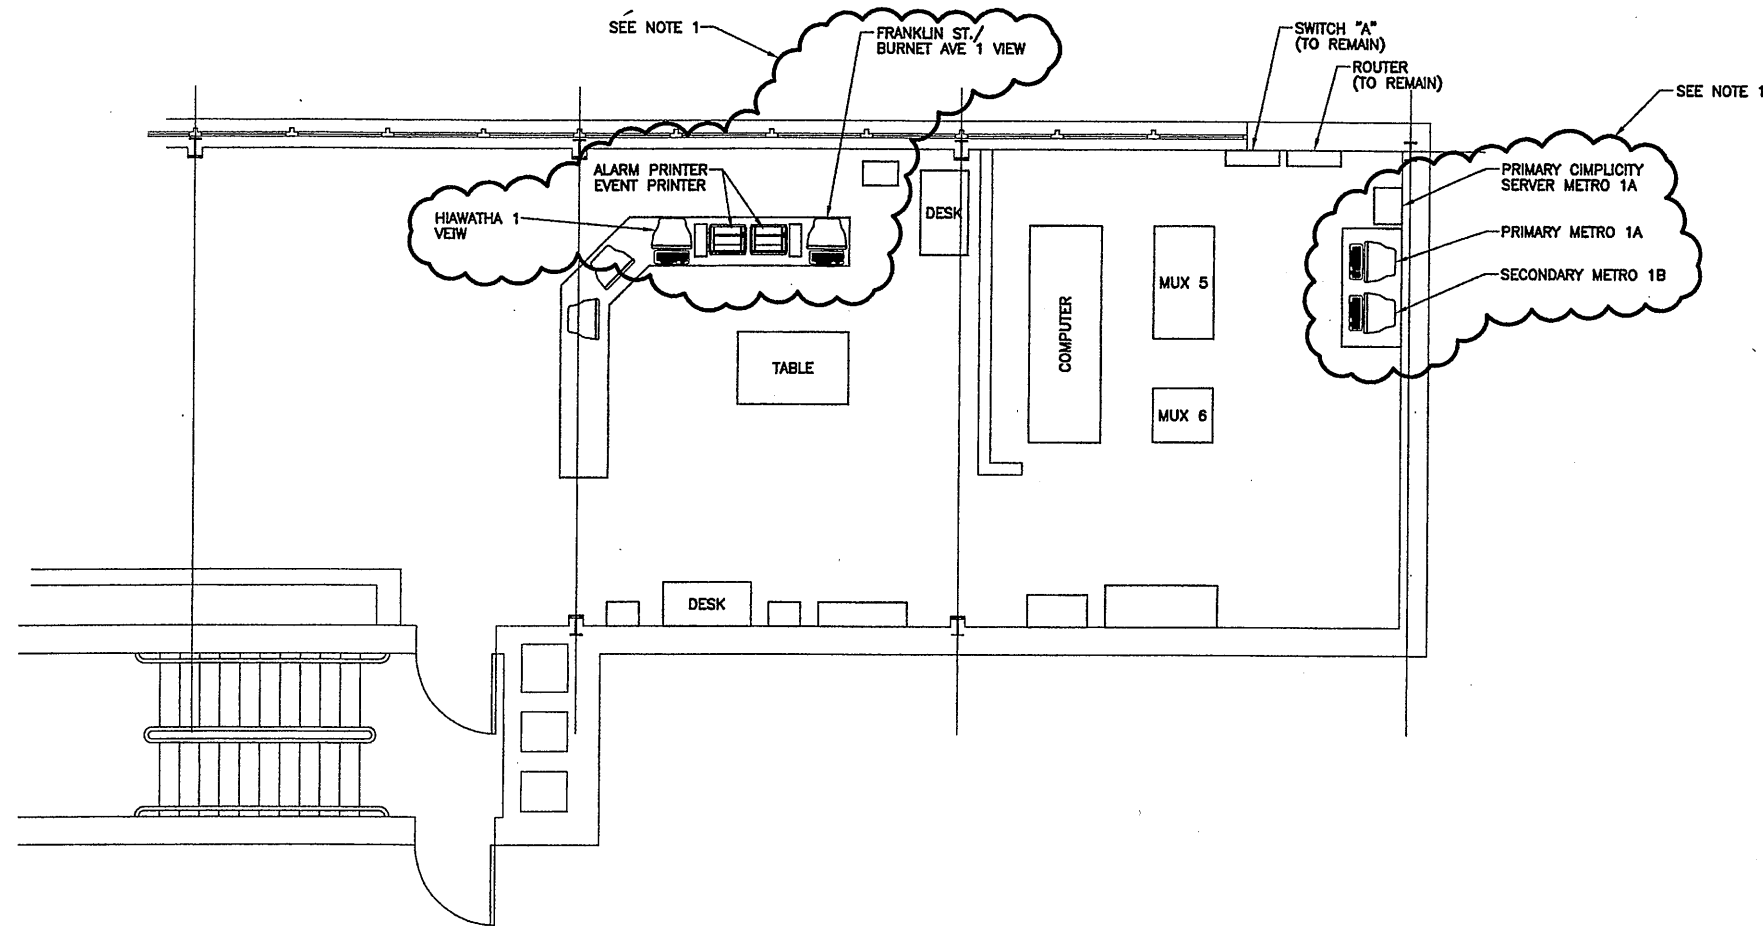 SEE NOTE 1
FRANKLIN ST./
BURNET AVE 1 VIEW
SWITCH "A"
(TO REMAIN)
ROUTER
(TO REMAIN)
SEE NOTE 1
ALARM PRINTER
EVENT PRINTER
HIAWATHA 1
VEIW
DESK
PRIMARY CIMPLICITY
SERVER METRO 1A
PRIMARY METRO 1A
SECONDARY METRO 1B
MUX 5
COMPUTER
TABLE
MUX 6
DESK